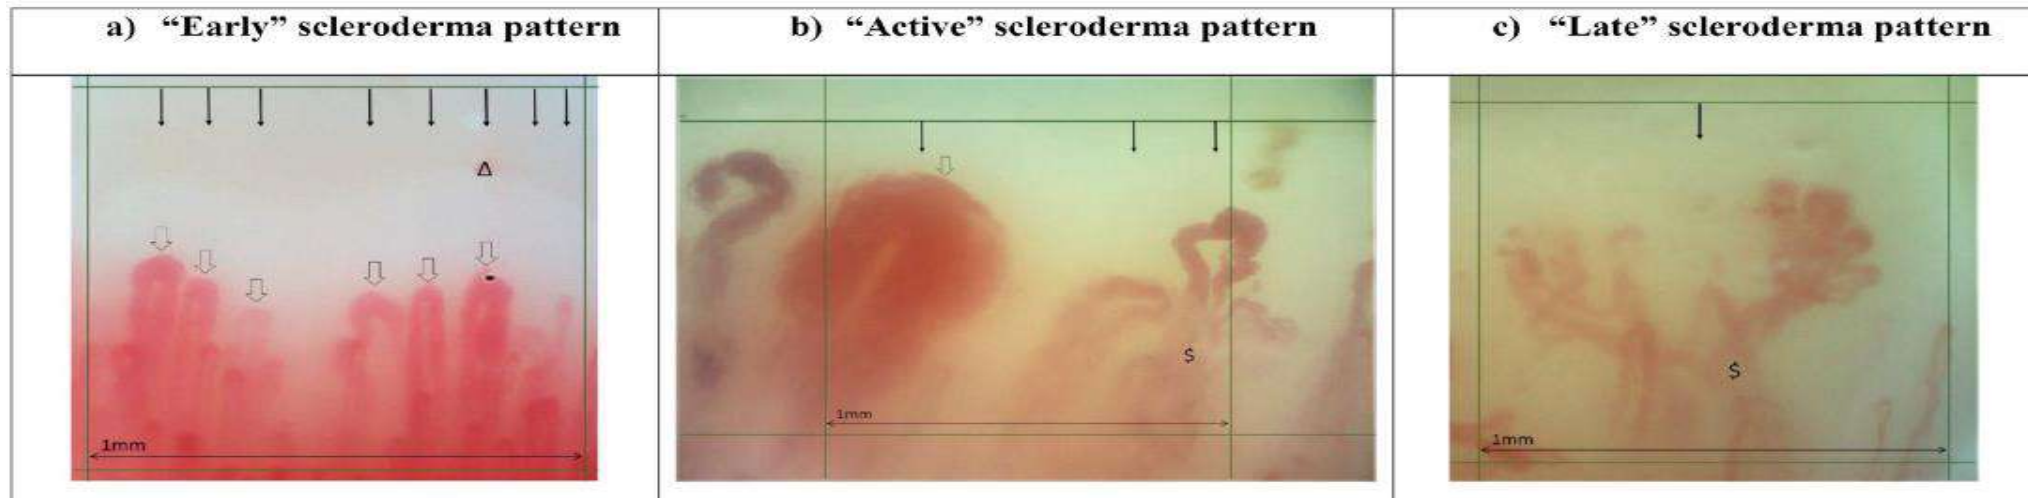 a) “Early” scleroderma pattern
b) “Active” scleroderma pattern
c) “Late” scleroderma pattern
Δ
1mm
$
1mm
$
1mm